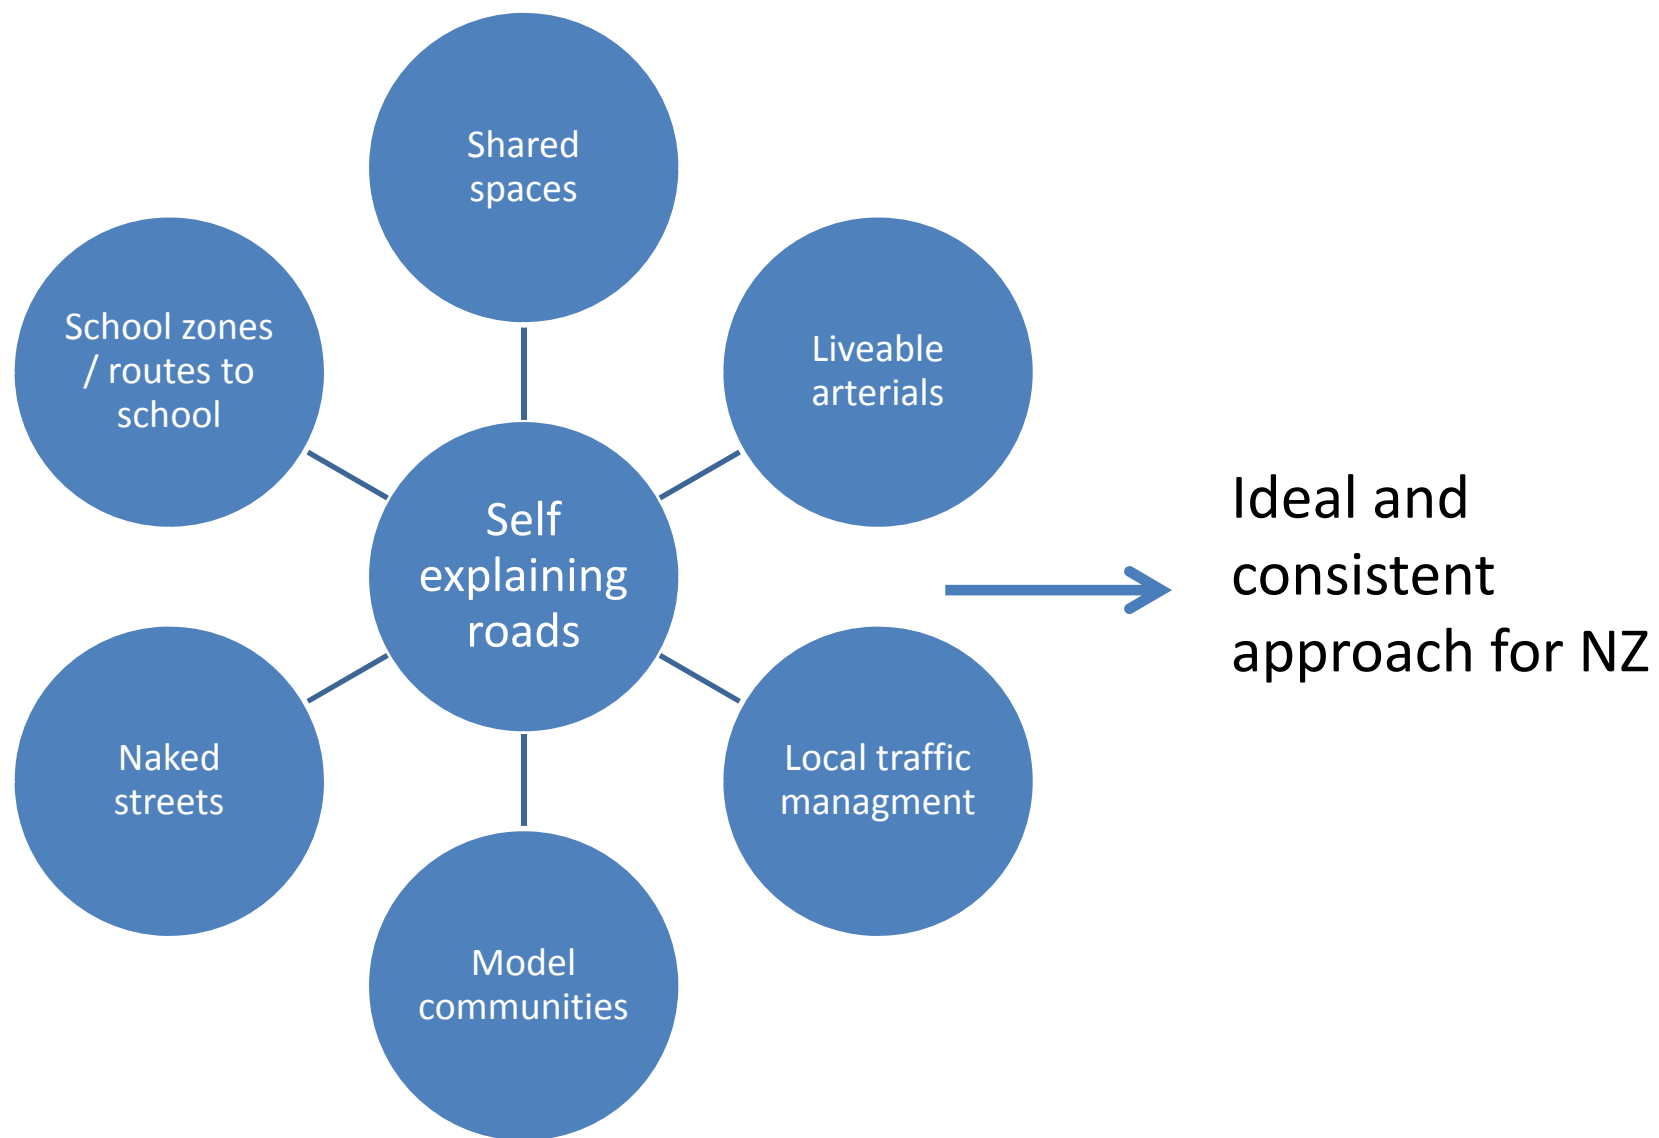 Shared
spaces
School zones
/ routes to
school
Liveable
arterials
Self
explaining
roads
Ideal and
consistent
approach for NZ
Naked
streets
Local traffic
managment
Model
communities